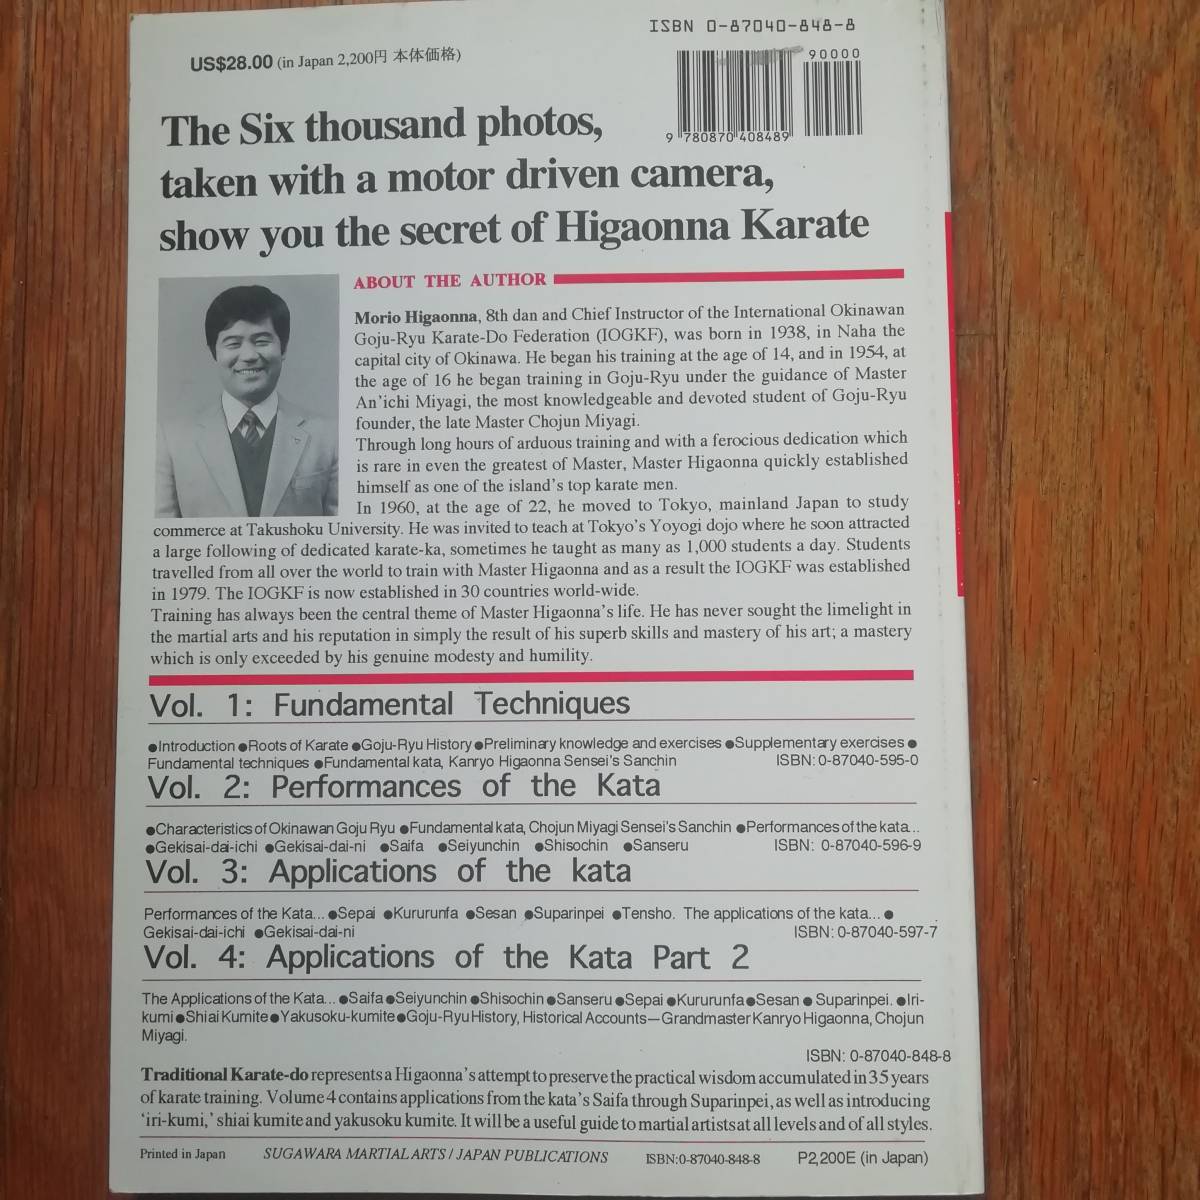 ISBN 0-87040-848-8
US$28.00 (in Japan 2,200円 本体価格)
90000
9 780870 408489
The Six thousand photos,
taken with a motor driven camera,
show you the secret of Higaonna Karate
ABOUT THE AUTHOR
Morio Higaonna, 8th dan and Chief Instructor of the International Okinawan
Goju-Ryu Karate-Do Federation (IOGKF), was born in 1938, in Naha the
capital city of Okinawa. He began his training at the age of 14, and in 1954, at
the age of 16 he began training in Goju-Ryu under the guidance of Master
An'ichi Miyagi, the most knowledgeable and devoted student of Goju-Ryu
founder, the late Master Chojun Miyagi.
Through long hours of arduous training and with a ferocious dedication which
is rare in even the greatest of Master, Master Higaonna quickly established
himself as one of the island's top karate men.
In 1960, at the age of 22, he moved to Tokyo, mainland Japan to study
commerce at Takushoku University. He was invited to teach at Tokyo's Yoyogi dojo where he soon attracted
a large following of dedicated karate-ka, sometimes he taught as many as 1,000 students a day. Students
travelled from all over the world to train with Master Higaonna and as a result the IOGKF was established
in 1979. The IOGKF is now established in 30 countries world-wide.
Training has always been the central theme of Master Higaonna's life. He has never sought the limelight in
the martial arts and his reputation in simply the result of his superb skills and mastery of his art; a mastery
which is only exceeded by his genuine modesty and humility.
Vol. 1: Fundamental Techniques
●Introduction ●Roots of Karate ●Goju-Ryu History ●Preliminary knowledge and exercises ●Supplementary exercises ●
Fundamental techniques ●Fundamental kata, Kanryo Higaonna Sensei's Sanchin ISBN: 0-87040-595-0
Vol. 2: Performances of the Kata
●Characteristics of Okinawan Goju Ryu ●Fundamental kata, Chojun Miyagi Sensei's Sanchin ●Performances of the kata...
●Gekisai-dai-ichi ●Gekisai-dai-ni ●Saifa ●Seiyunchin ●Shisochin ●Sanseru ISBN: 0-87040-596-9
Vol. 3: Applications of the kata
Performances of the Kata... ●Sepai ●Kururunfa ●Sesan ●Suparinpei ●Tensho. The applications of the kata... ●
Gekisai-dai-ichi ●Gekisai-dai-ni ISBN: 0-87040-597-7
Vol. 4: Applications of the Kata Part 2
The Applications of the Kata... ●Saifa ●Seiyunchin ●Shisochin ●Sanseru ●Sepai ●Kururunfa ●Sesan ● Suparinpei. ●Iri-
kumi ●Shiai Kumite ●Yakusoku-kumite ●Goju-Ryu History, Historical Accounts—Grandmaster Kanryo Higaonna, Chojun
Miyagi.
ISBN: 0-87040-848-8
Traditional Karate-do represents a Higaonna's attempt to preserve the practical wisdom accumulated in 35 years
of karate training. Volume 4 contains applications from the kata's Saifa through Suparinpei, as well as introducing
'iri-kumi,' shiai kumite and yakusoku kumite. It will be a useful guide to martial artists at all levels and of all styles.
Printed in Japan SUGAWARA MARTIAL ARTS / JAPAN PUBLICATIONS ISBN:0-87040-848-8 P2,200E (in Japan)